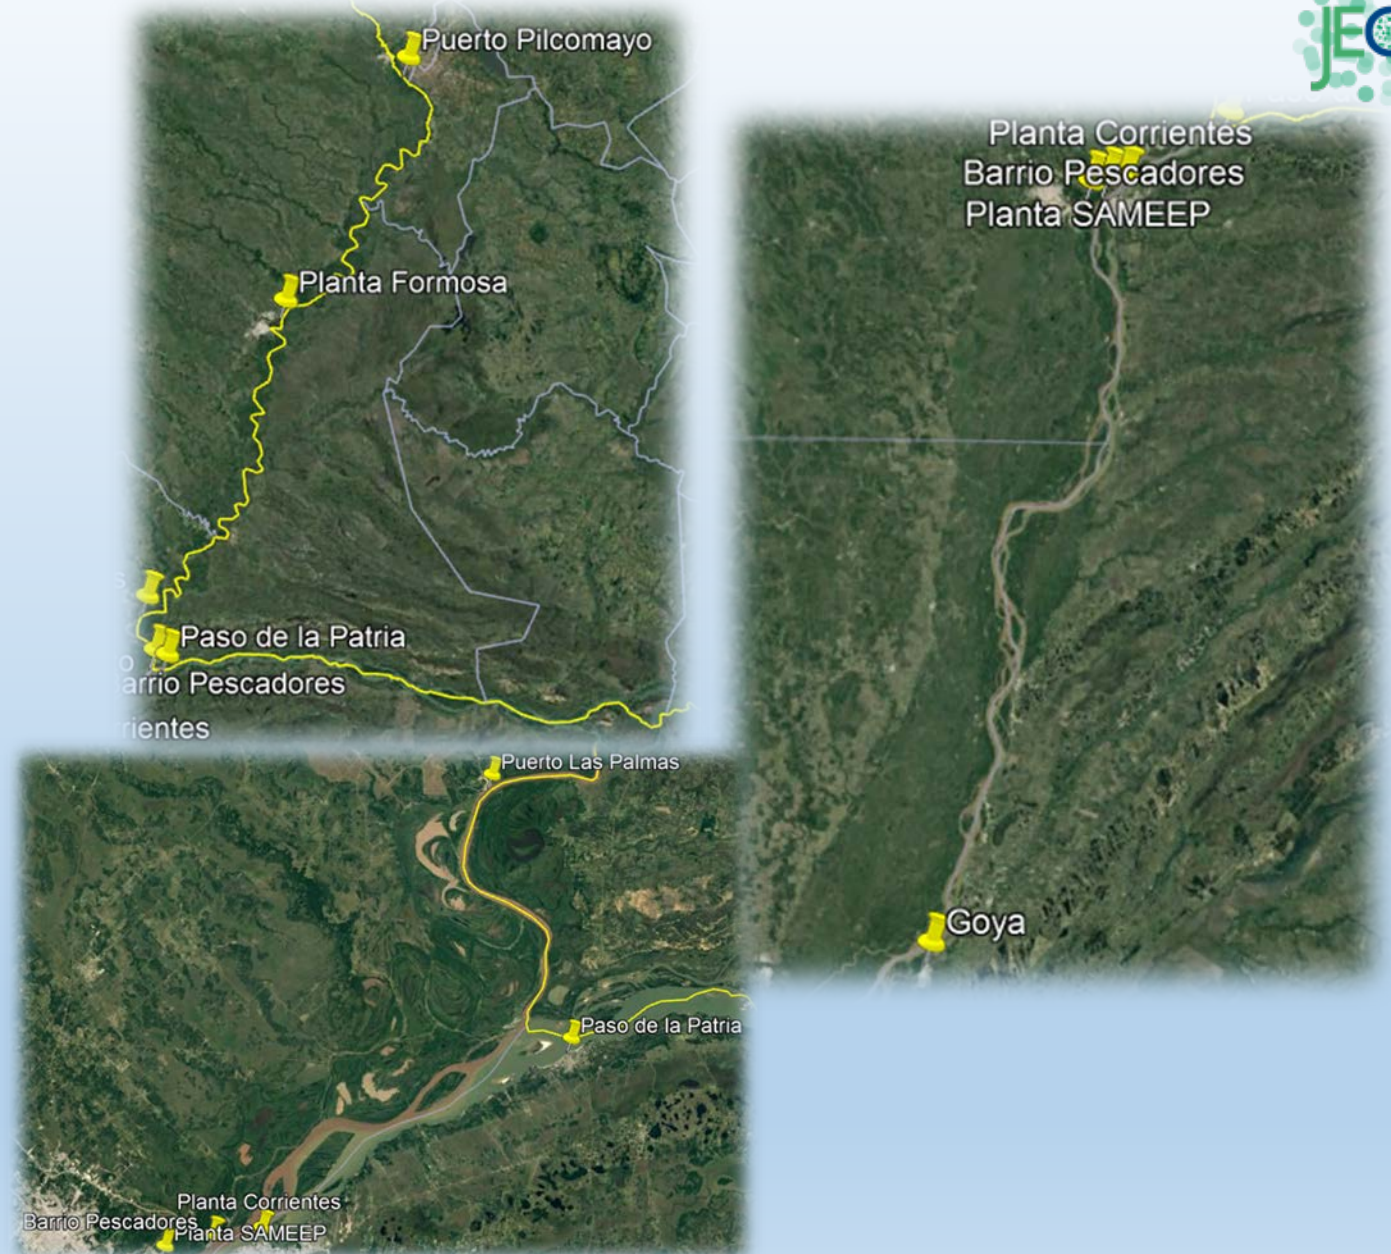 Puerto Pilcomayo
Planta Formosa
Paso de la Patria
arrio Pescadores
rientes
Puerto Las Palmas
Paso de la Patria
Planta Corrientes
Barrio Pescadores
Planta SAMEEP
JE
Planta Corrientes
Barrio Pescadores
Planta SAMEEP
Goya